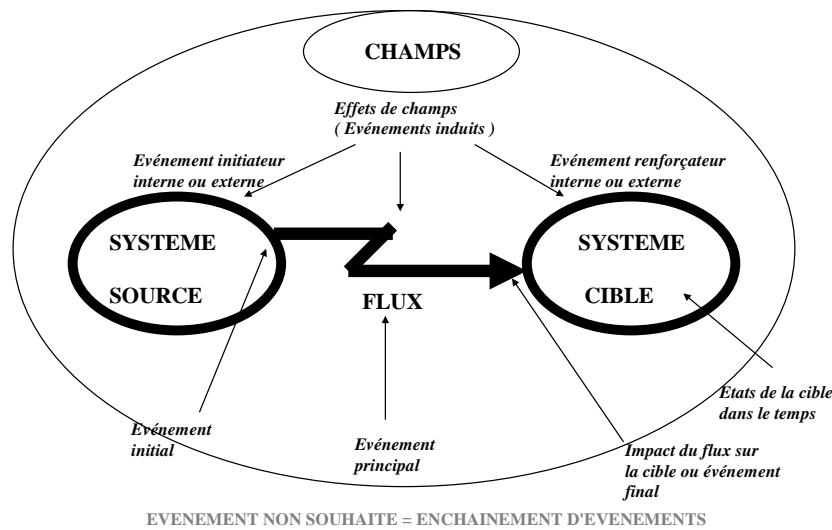 CHAMPS
Effets de champs
( Evénements induits )
Evénement initiateur
interne ou externe
Evénement renforçateur
interne ou externe
SYSTEME
SOURCE
FLUX
SYSTEME
CIBLE
Evénement
initial
Evénement
principal
Impact du flux sur
la cible ou événement
final
Etats de la cible
dans le temps
EVENEMENT NON SOUHAITE = ENCHAINEMENT D'EVENEMENTS